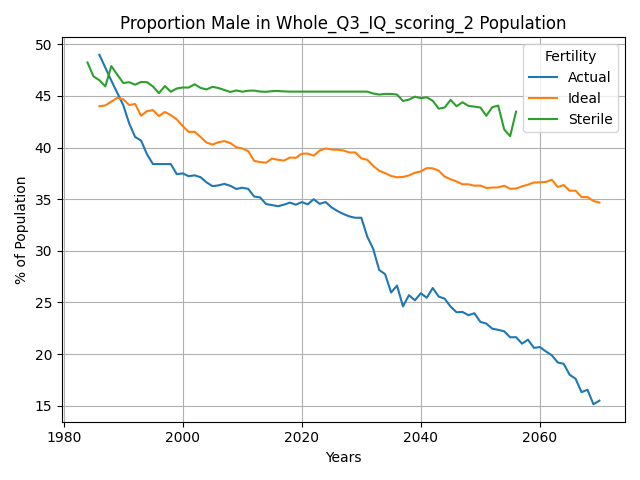 Proportion Male in Whole_Q3_IQ_scoring_2 Population
Fertility
Actual
Ideal
Sterile
% of Population
50
45
40
35
30
25
20
15
1980
2000
2020
2040
2060
Years